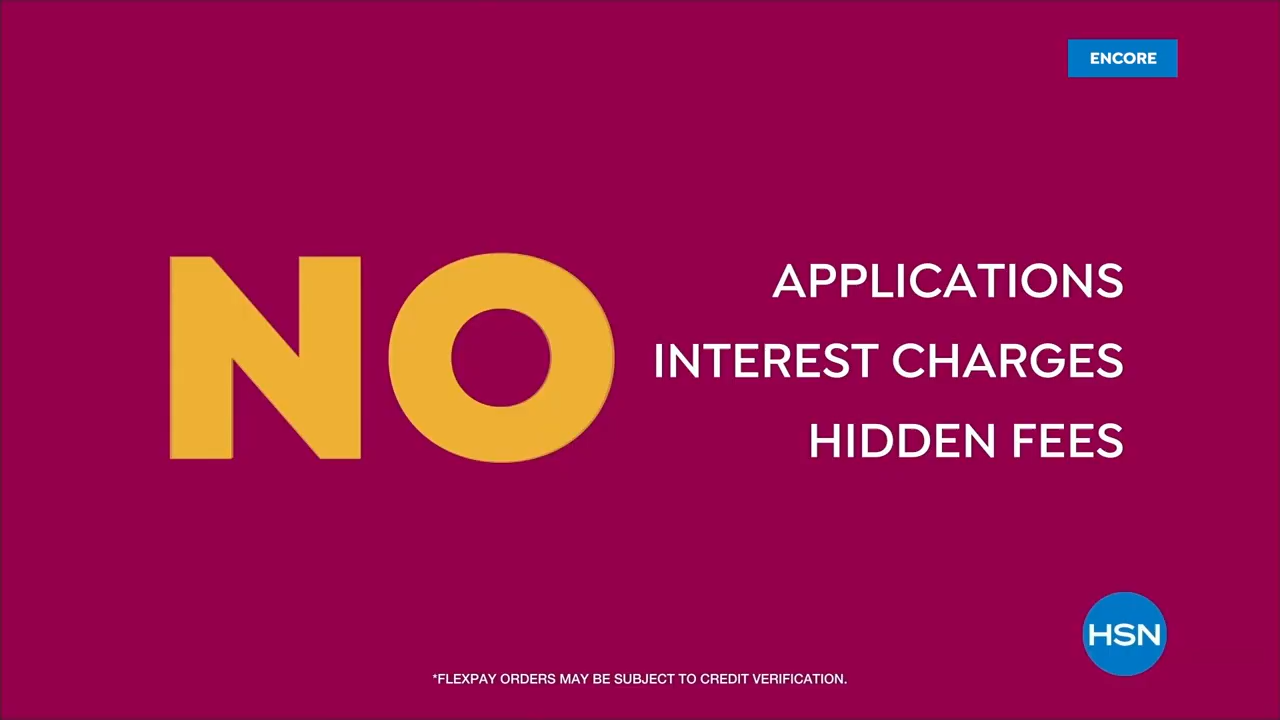 ENCORE
NO
APPLICATIONS
INTEREST CHARGES
HIDDEN FEES
HSN
*FLEXPAY ORDERS MAY BE SUBJECT TO CREDIT VERIFICATION.